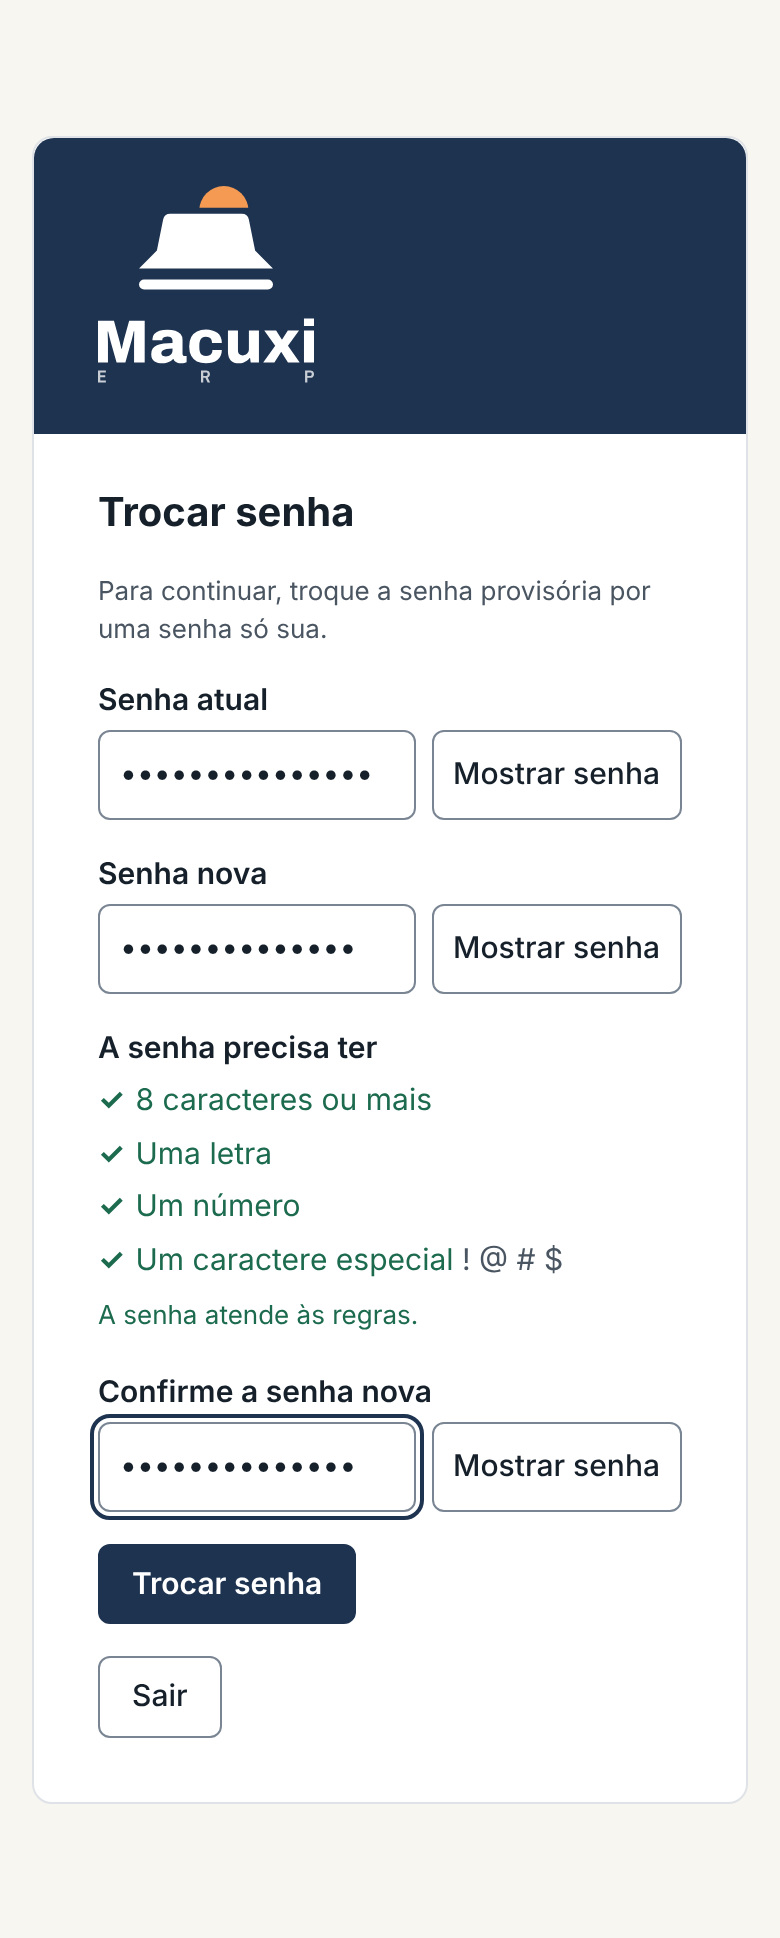 Macuxi
E R P
Trocar senha
Para continuar, troque a senha provisória por
uma senha só sua.
Senha atual
••••••••••••••• Mostrar senha
Senha nova
•••••••••••••• Mostrar senha
A senha precisa ter
✓ 8 caracteres ou mais
✓ Uma letra
✓ Um número
✓ Um caractere especial ! @ # $
A senha atende às regras.
Confirme a senha nova
•••••••••••••• Mostrar senha
Trocar senha
Sair